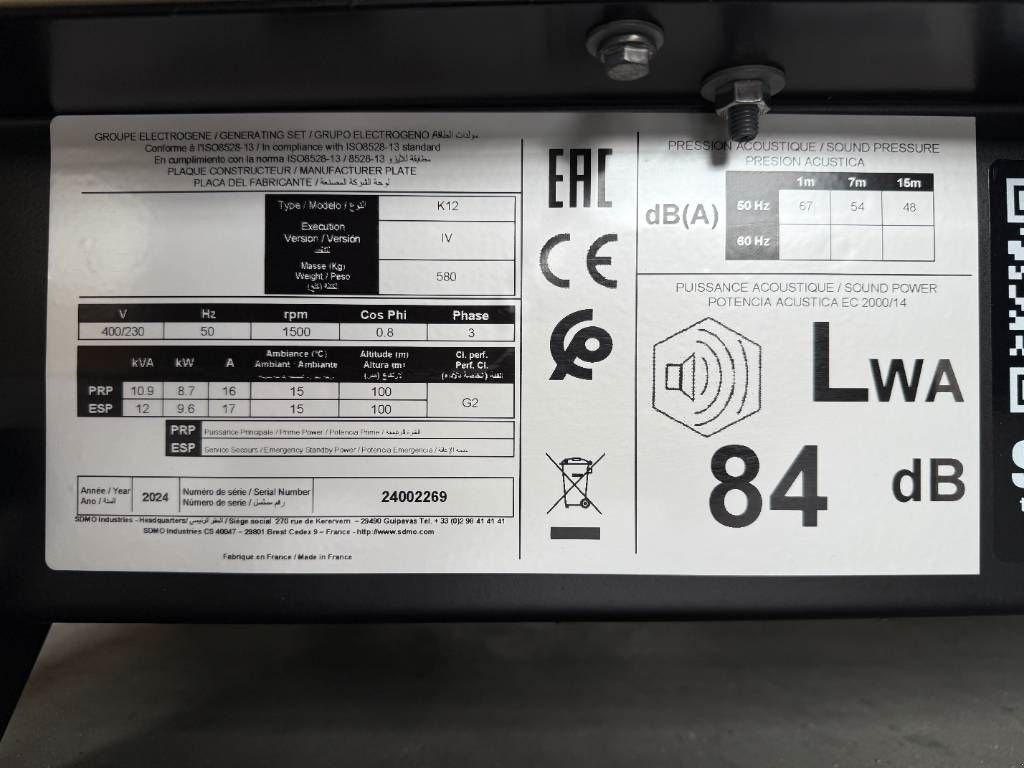 GROUPE ELECTROGENE / GENERATING SET / GRUPO ELECTROGENO
Conforme à l'ISO8528-13 / In compliance with ISO8528-13 standard
En cumplimiento con la norma ISO8528-13 / 8528-13
PLAQUE CONSTRUCTEUR / MANUFACTURER PLATE
PLACA DEL FABRICANTE / لوحة الشركة المصنعة
Type / Modelo / النوع K12
Execution
Version / Versión IV
Masse (Kg)
Weight / Peso 580
V Hz rpm Cos Phi Phase
400/230 50 1500 0.8 3
kVA kW A Ambiance (°C) Altitude (m) Cl. perf.
Ambiant / Ambiante Altura (m) Perf. Cl.
PRP 10.9 8.7 16 15 100 G2
ESP 12 9.6 17 15 100
PRP Puissance Principale / Prime Power / Potencia Prime /
ESP Service Secours / Emergency Standby Power / Potencia Emergencia /
Année / Year 2024 Numéro de série / Serial Number 24002269
Ano / السنة Número de série / رقم مسلسل
SDMO Industries - Headquarters / Siège social 270 rue de Kerervern - 29490 Guipavas Tel. + 33 (0)2 98 41 41 41
SDMO Industries CS 40047 - 29801 Brest Cedex 9 - France - http://www.sdmo.com
Fabriqué en France / Made in France
EAC
CE
PRESSION ACOUSTIQUE / SOUND PRESSURE
PRESION ACUSTICA
1m 7m 15m
dB(A) 50 Hz 67 54 48
60 Hz
PUISSANCE ACOUSTIQUE / SOUND POWER
POTENCIA ACUSTICA EC 2000/14
LWA
84 dB